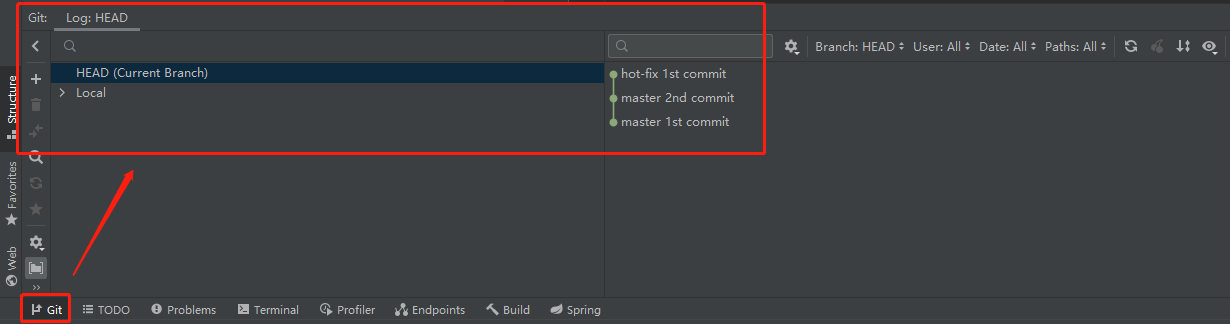 Git: Log: HEAD
Branch: HEAD User: All Date: All Paths: All
HEAD (Current Branch)
Local
hot-fix 1st commit
master 2nd commit
master 1st commit
Structure
Favorites
Web
Git TODO Problems Terminal Profiler Endpoints Build Spring